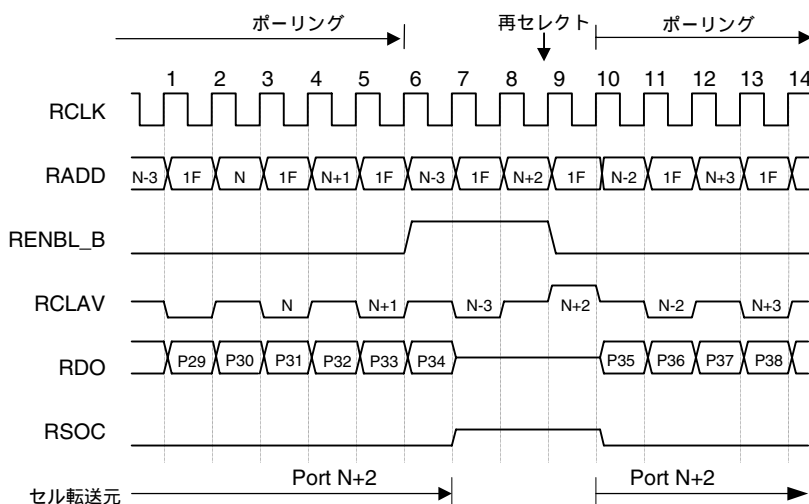 ポーリング 再セレクト ポーリング
1 2 3 4 5 6 7 8 9 10 11 12 13 14
RCLK
RADD N-3 1F N 1F N+1 1F N-3 1F N+2 1F N-2 1F N+3 1F
RENBL_B
RCLAV N N+1 N-3 N+2 N-2 N+3
RDO P29 P30 P31 P32 P33 P34 P35 P36 P37 P38
RSOC
セル転送元 Port N+2 Port N+2